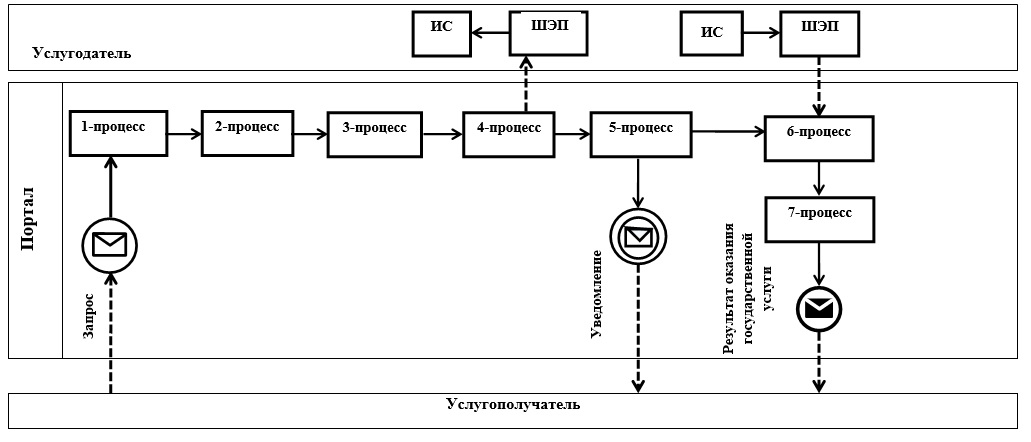 ИС
ШЭП
ИС
ШЭП
Услугодатель
Портал
1-процесс
2-процесс
3-процесс
4-процесс
5-процесс
6-процесс
7-процесс
Запрос
Уведомление
Результат оказания
государственной
услуги
Услугополучатель